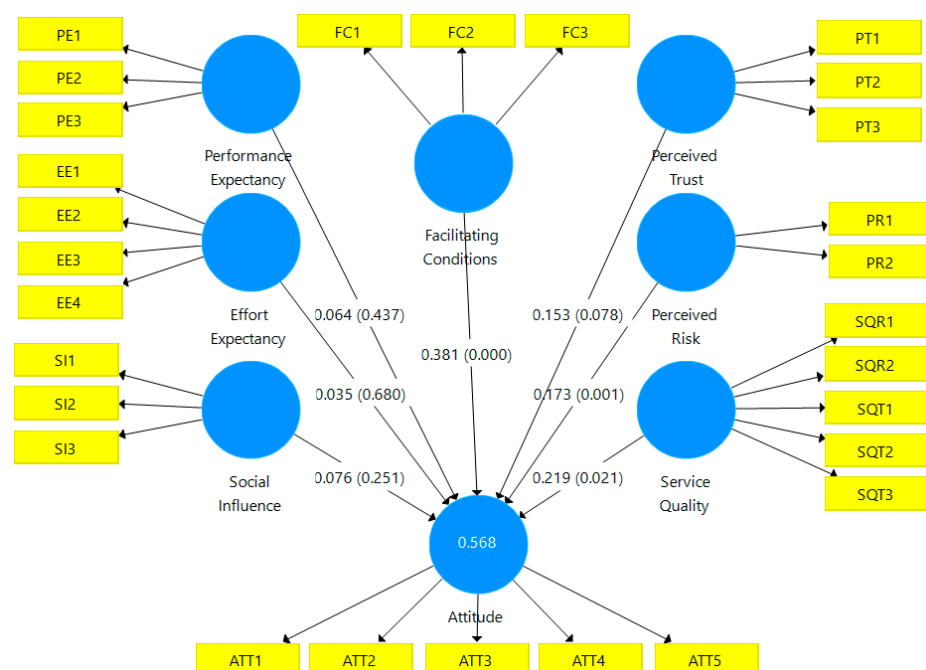 PE1
PE2
PE3
FC1
FC2
FC3
PT1
PT2
PT3
Performance
Expectancy
Perceived
Trust
EE1
EE2
EE3
EE4
Facilitating
Conditions
PR1
PR2
Effort
Expectancy
Perceived
Risk
0.064 (0.437)
0.381 (0.000)
0.153 (0.078)
SI1
SI2
SI3
0.035 (0.680)
0.173 (0.001)
SQR1
SQR2
SQT1
SQT2
SQT3
Social
Influence
0.076 (0.251)
0.219 (0.021)
Service
Quality
0.568
Attitude
ATT1
ATT2
ATT3
ATT4
ATT5